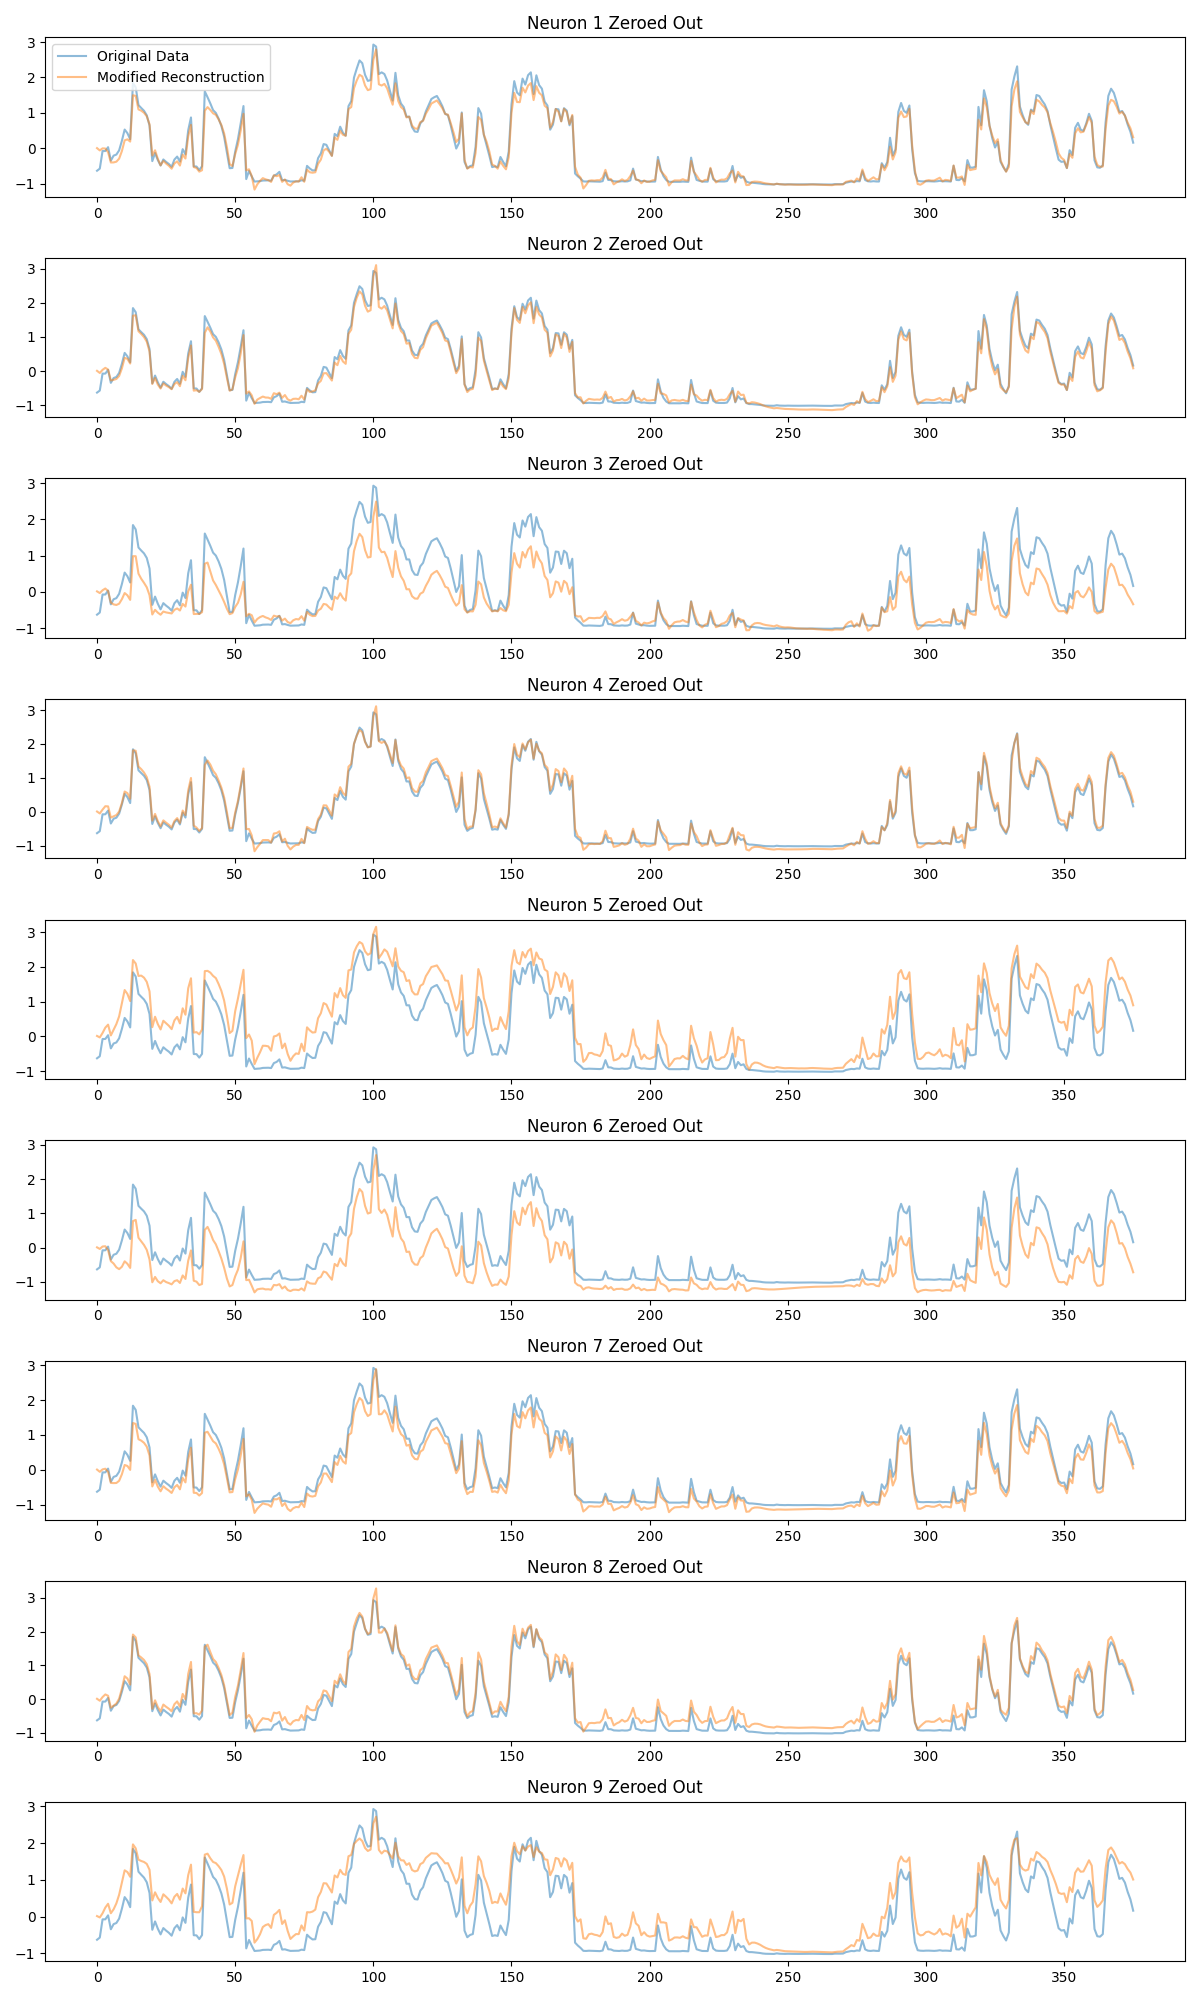 Neuron 1 Zeroed Out
Original Data
Modified Reconstruction
3
2
1
0
−1
0 50 100 150 200 250 300 350
Neuron 2 Zeroed Out
3
2
1
0
−1
0 50 100 150 200 250 300 350
Neuron 3 Zeroed Out
3
2
1
0
−1
0 50 100 150 200 250 300 350
Neuron 4 Zeroed Out
3
2
1
0
−1
0 50 100 150 200 250 300 350
Neuron 5 Zeroed Out
3
2
1
0
−1
0 50 100 150 200 250 300 350
Neuron 6 Zeroed Out
3
2
1
0
−1
0 50 100 150 200 250 300 350
Neuron 7 Zeroed Out
3
2
1
0
−1
0 50 100 150 200 250 300 350
Neuron 8 Zeroed Out
3
2
1
0
−1
0 50 100 150 200 250 300 350
Neuron 9 Zeroed Out
3
2
1
0
−1
0 50 100 150 200 250 300 350